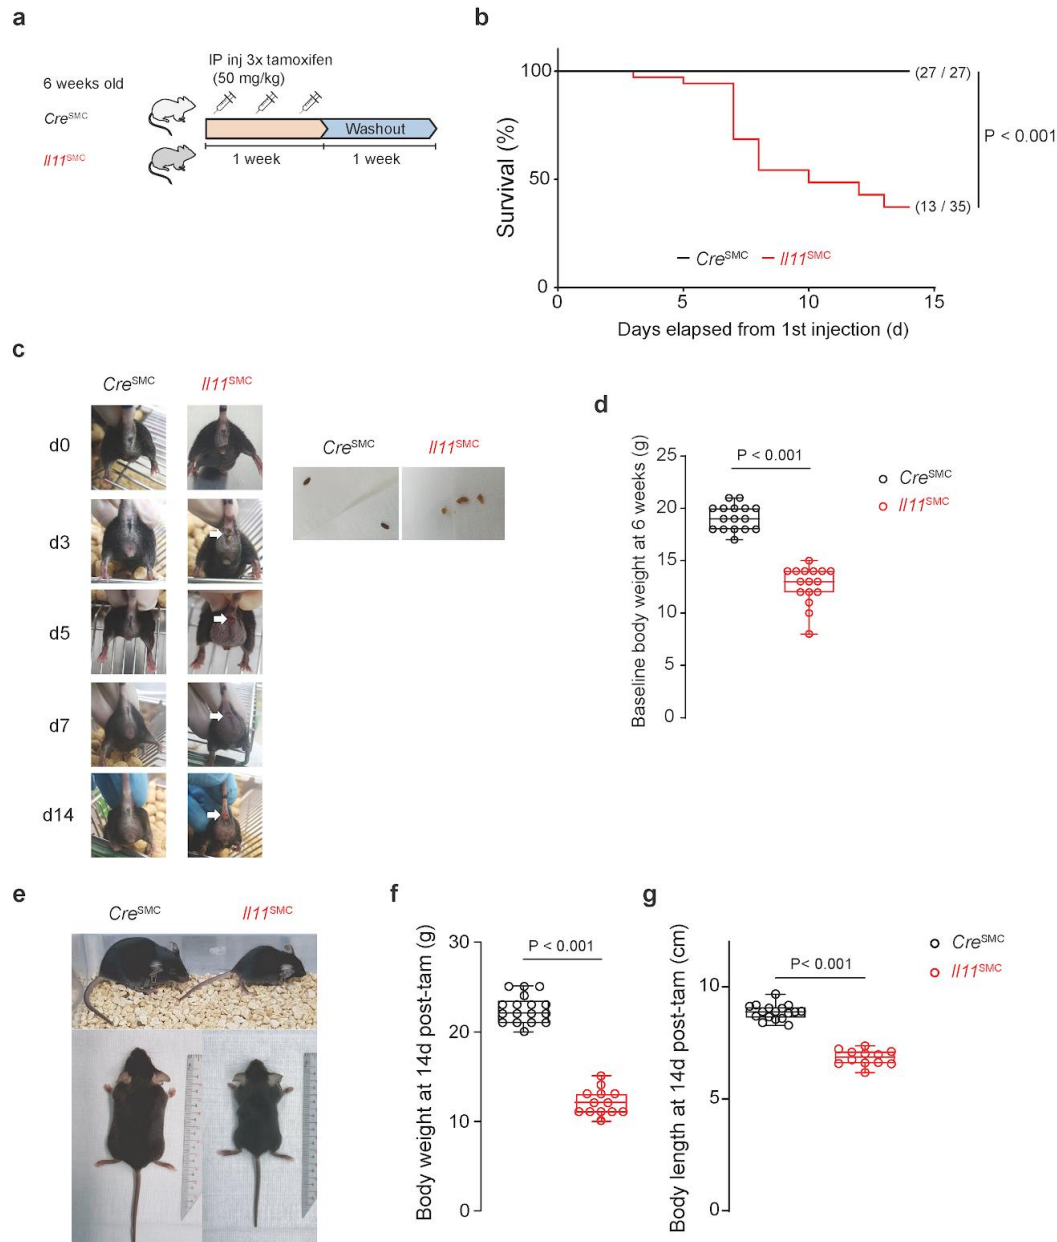 a
IP inj 3x tamoxifen
(50 mg/kg)
6 weeks old
Cre^SMC
Il11^SMC
Washout
1 week
1 week
b
Survival (%)
100
50
0
0
5
10
15
Days elapsed from 1st injection (d)
(27 / 27)
(13 / 35)
P < 0.001
Cre^SMC
Il11^SMC
c
Cre^SMC
Il11^SMC
d0
d3
d5
d7
d14
Cre^SMC
Il11^SMC
d
Baseline body weight at 6 weeks (g)
25
20
15
10
5
0
P < 0.001
Cre^SMC
Il11^SMC
e
Cre^SMC
Il11^SMC
f
Body weight at 14d post-tam (g)
30
20
10
0
P < 0.001
g
Body length at 14d post-tam (cm)
10
5
0
P< 0.001
Cre^SMC
Il11^SMC